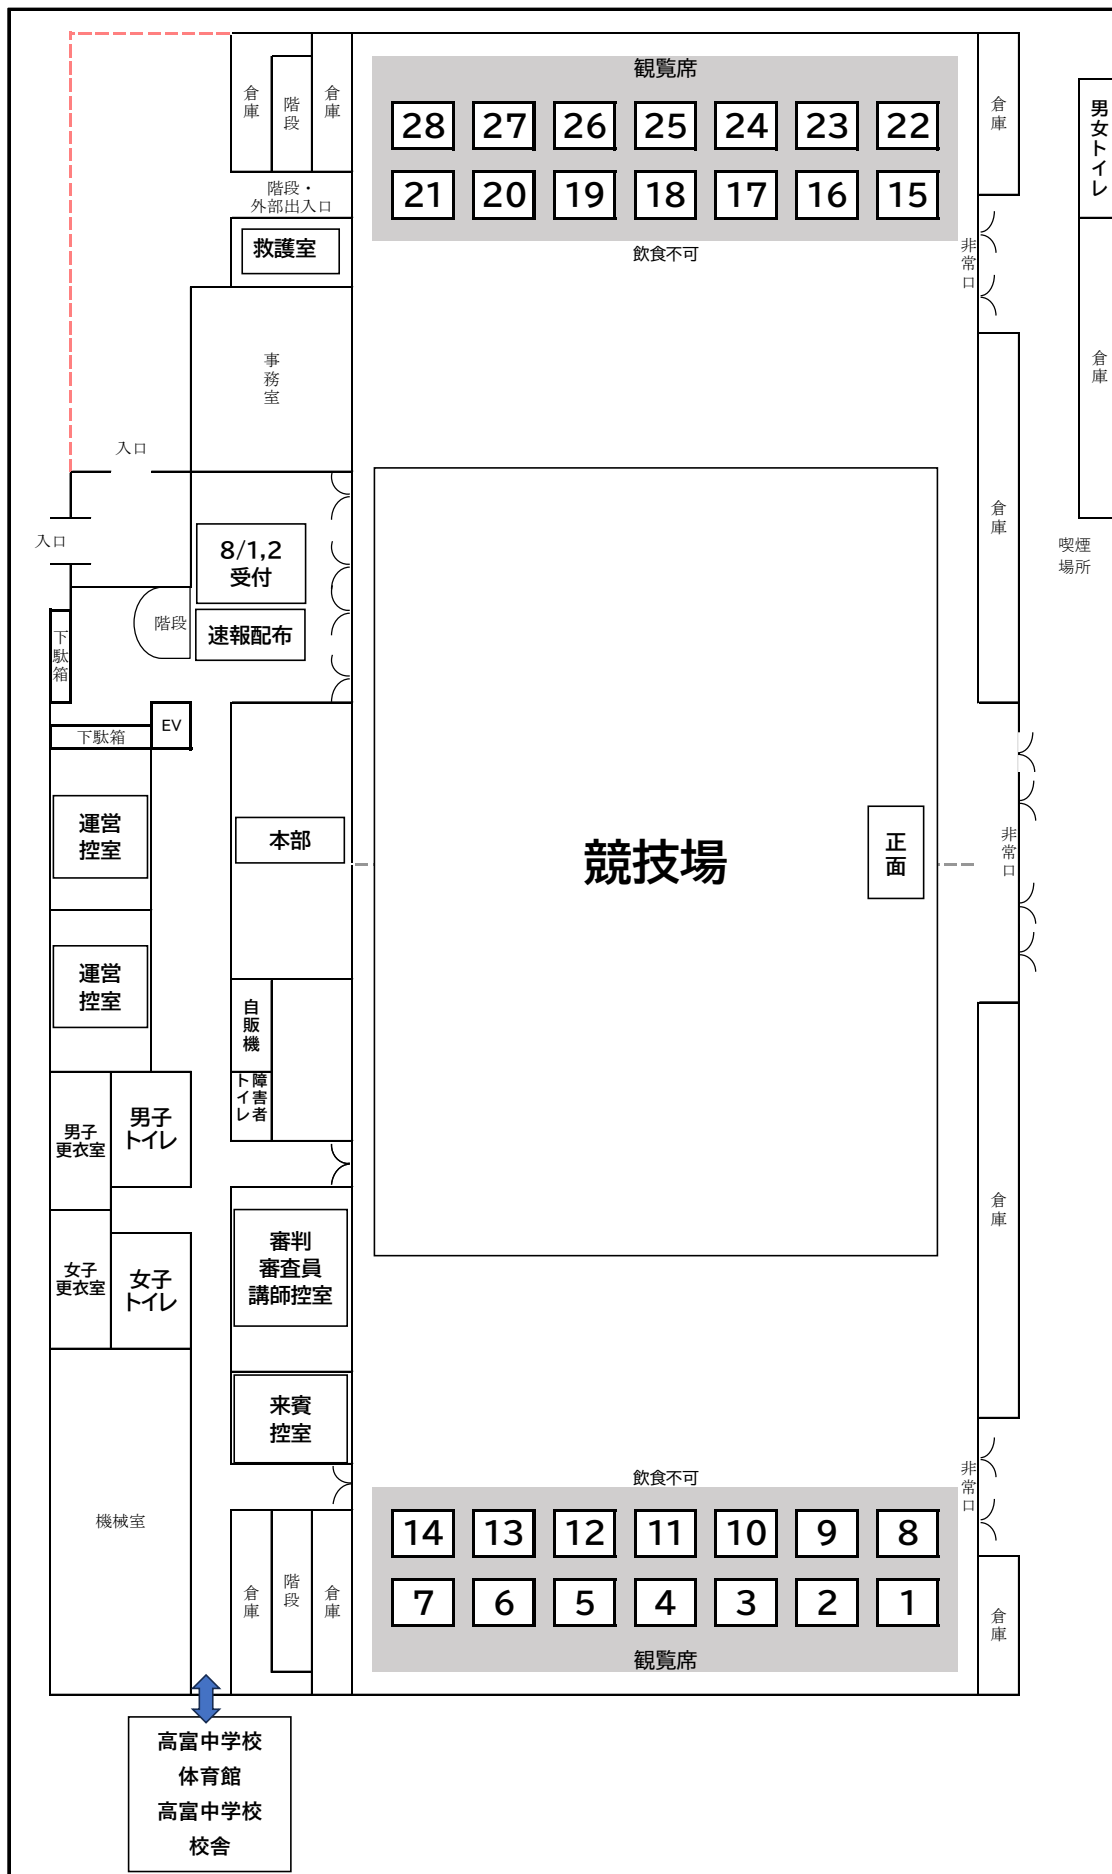 観覧席
倉庫
階段
倉庫
28 27 26 25 24 23 22
21 20 19 18 17 16 15
飲食不可
倉庫
男女トイレ
階段・
外部出入口
救護室
非常口
事務室
倉庫
入口
入口
倉庫
喫煙
場所
8/1,2
受付
速報配布
階段
下駄箱
下駄箱
EV
運営
控室
本部
競技場
正面
非常口
運営
控室
自販機
障害者
トイレ
男子
更衣室
男子
トイレ
女子
更衣室
女子
トイレ
審判
審査員
講師控室
倉庫
来賓
控室
飲食不可
非常口
機械室
14 13 12 11 10 9 8
7 6 5 4 3 2 1
観覧席
倉庫
階段
倉庫
倉庫
高富中学校
体育館
高富中学校
校舎